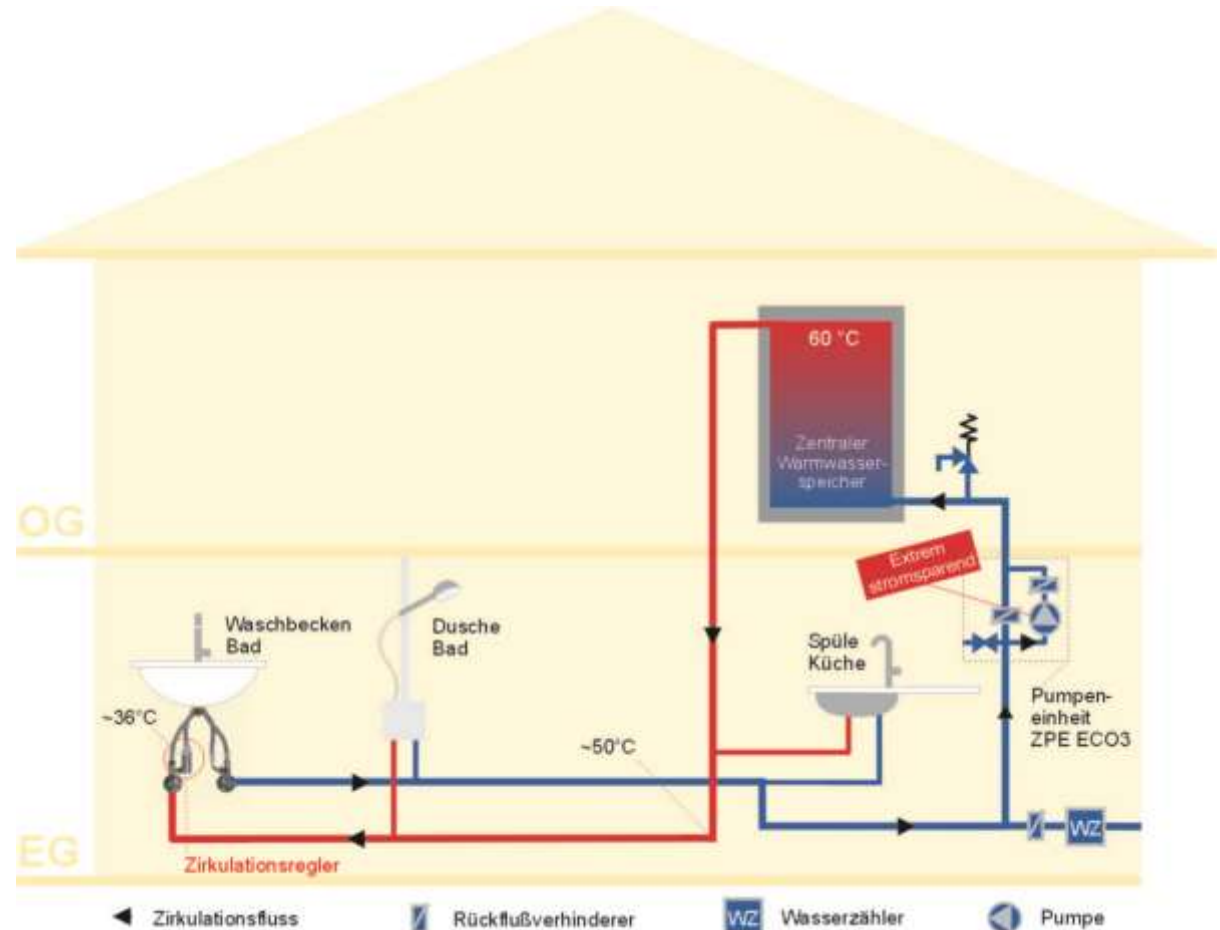 60 °C
Zentraler
Warmwasser-
speicher
OG
Extrem
stromsparend
Waschbecken
Bad
Dusche
Bad
Spüle
Küche
Pumpen-
einheit
ZPE ECO3
~36°C
~50°C
WZ
EG
Zirkulationsregler
Zirkulationsfluss
Rückflußverhinderer
WZ
Wasserzähler
Pumpe